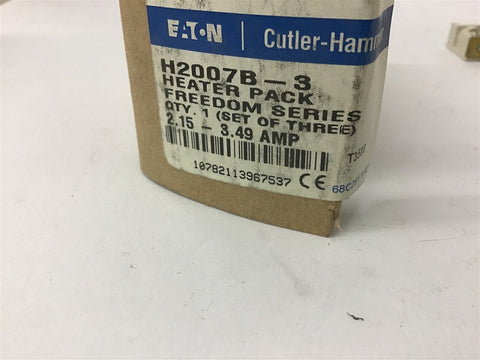 EATON | Cutler-Hamm
H2007B-3
HEATER PACK
FREEDOM SERIES
QTY. 1 (SET OF THREE)
2.15 - 3.49 AMP
10782113967537 CE